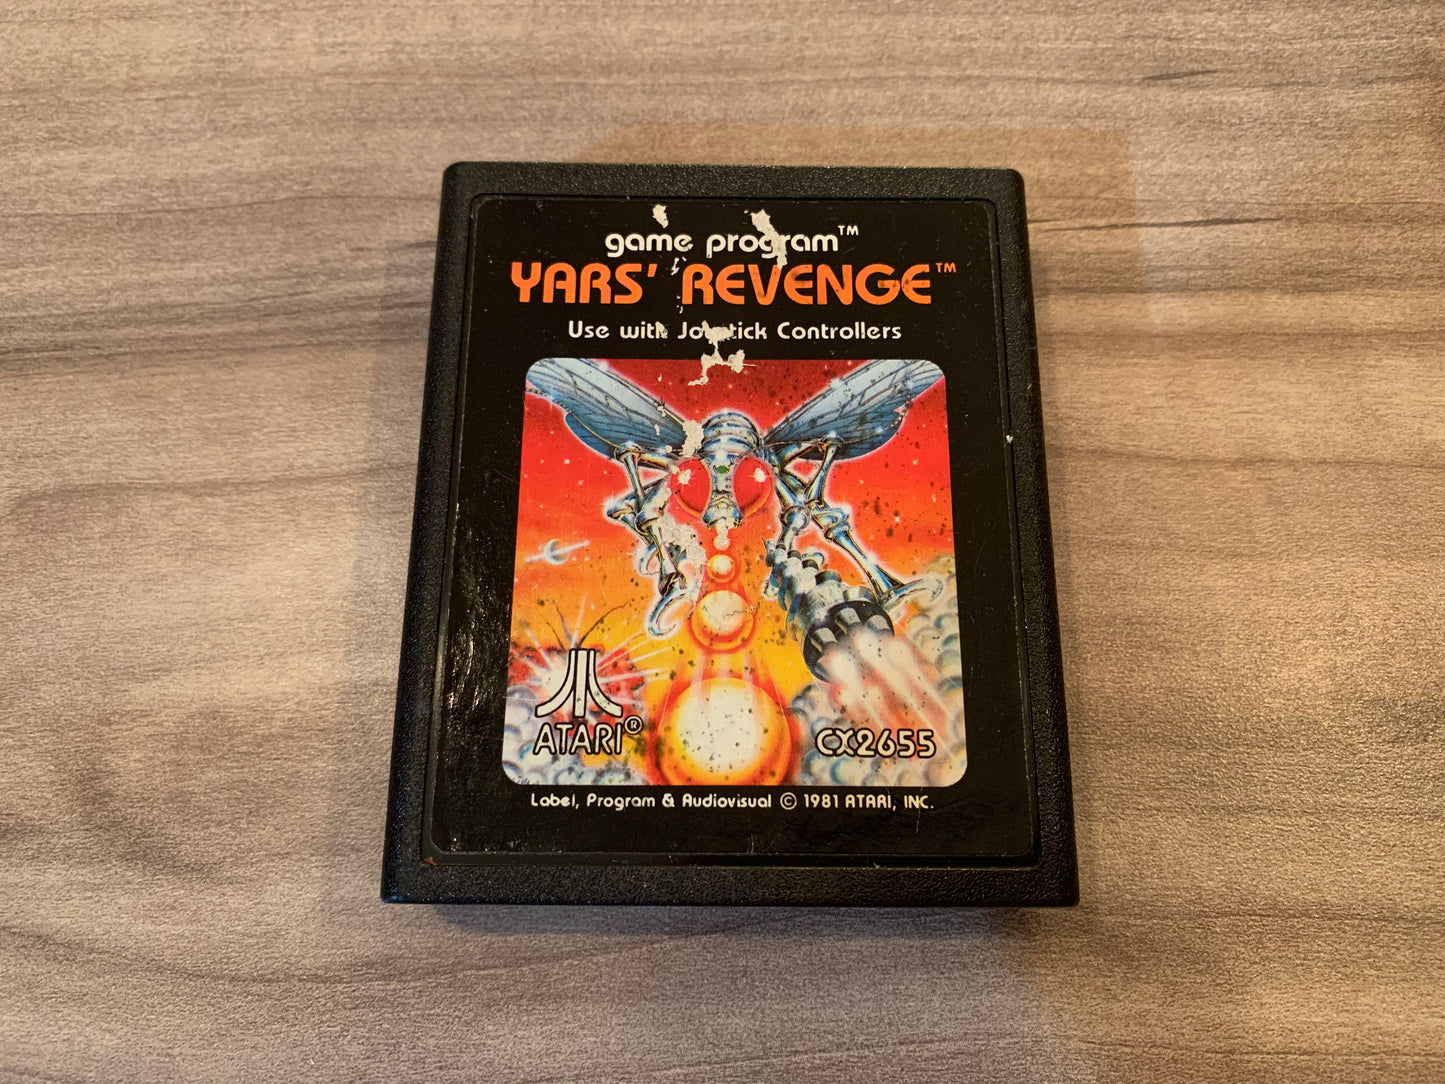 game program™
YARS' REVENGE™
Use with Joystick Controllers
ATARI®
CX2655
Label, Program & Audiovisual © 1981 ATARI, INC.